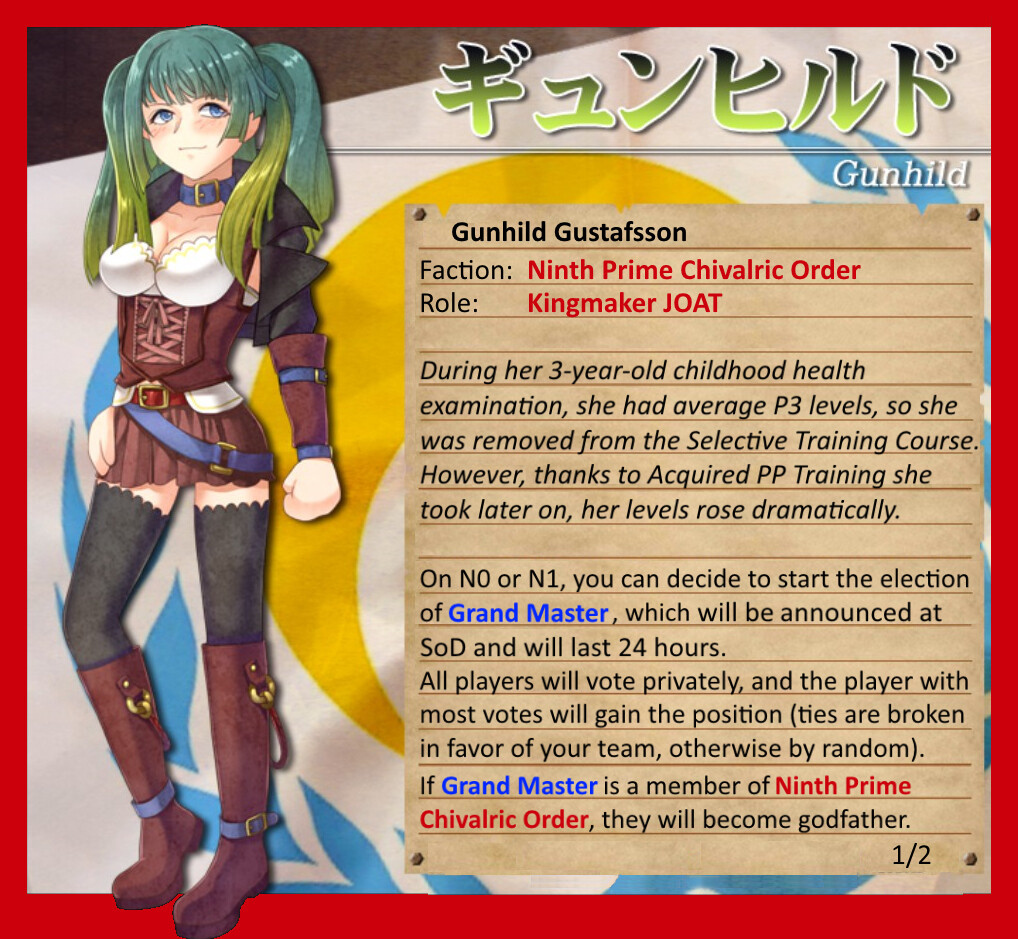 ギュンヒルド
Gunhild
Gunhild Gustafsson
Faction: Ninth Prime Chivalric Order
Role: Kingmaker JOAT
During her 3-year-old childhood health
examination, she had average P3 levels, so she
was removed from the Selective Training Course.
However, thanks to Acquired PP Training she
took later on, her levels rose dramatically.
On N0 or N1, you can decide to start the election
of Grand Master, which will be announced at
SoD and will last 24 hours.
All players will vote privately, and the player with
most votes will gain the position (ties are broken
in favor of your team, otherwise by random).
If Grand Master is a member of Ninth Prime
Chivalric Order, they will become godfather.
1/2